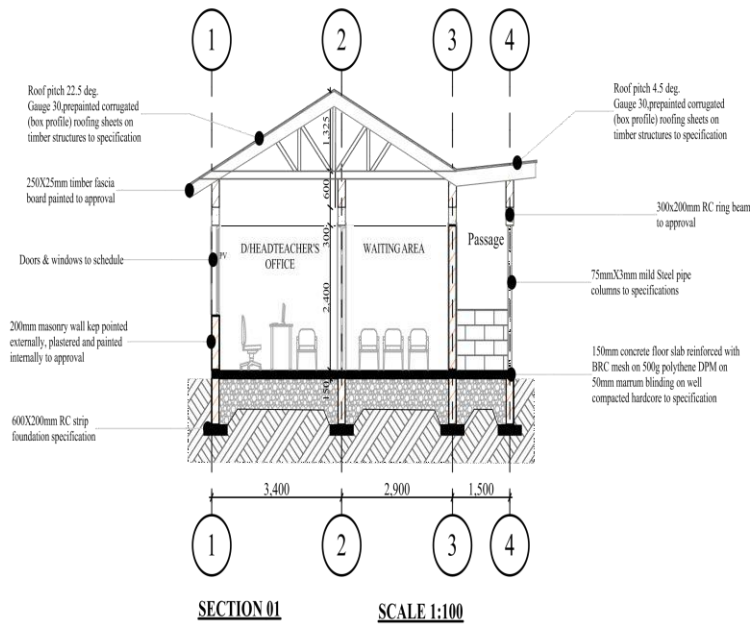 1
2
3
4
Roof pitch 22.5 deg.
Gauge 30,prepainted corrugated
(box profile) roofing sheets on
timber structures to specification
250X25mm timber fascia
board painted to approval
Doors & windows to schedule
200mm masonry wall kep pointed
externally, plastered and painted
internally to approval
600X200mm RC strip
foundation specification
1,325
600
300
2,400
150
PV
D/HEADTEACHER'S
OFFICE
WAITING AREA
Passage
Roof pitch 4.5 deg.
Gauge 30,prepainted corrugated
(box profile) roofing sheets on
timber structures to specification
300x200mm RC ring beam
to approval
75mmX3mm mild Steel pipe
columns to specifications
150mm concrete floor slab reinforced with
BRC mesh on 500g polythene DPM on
50mm marrum blinding on well
compacted hardcore to specification
3,400
2,900
1,500
1
2
3
4
SECTION 01
SCALE 1:100